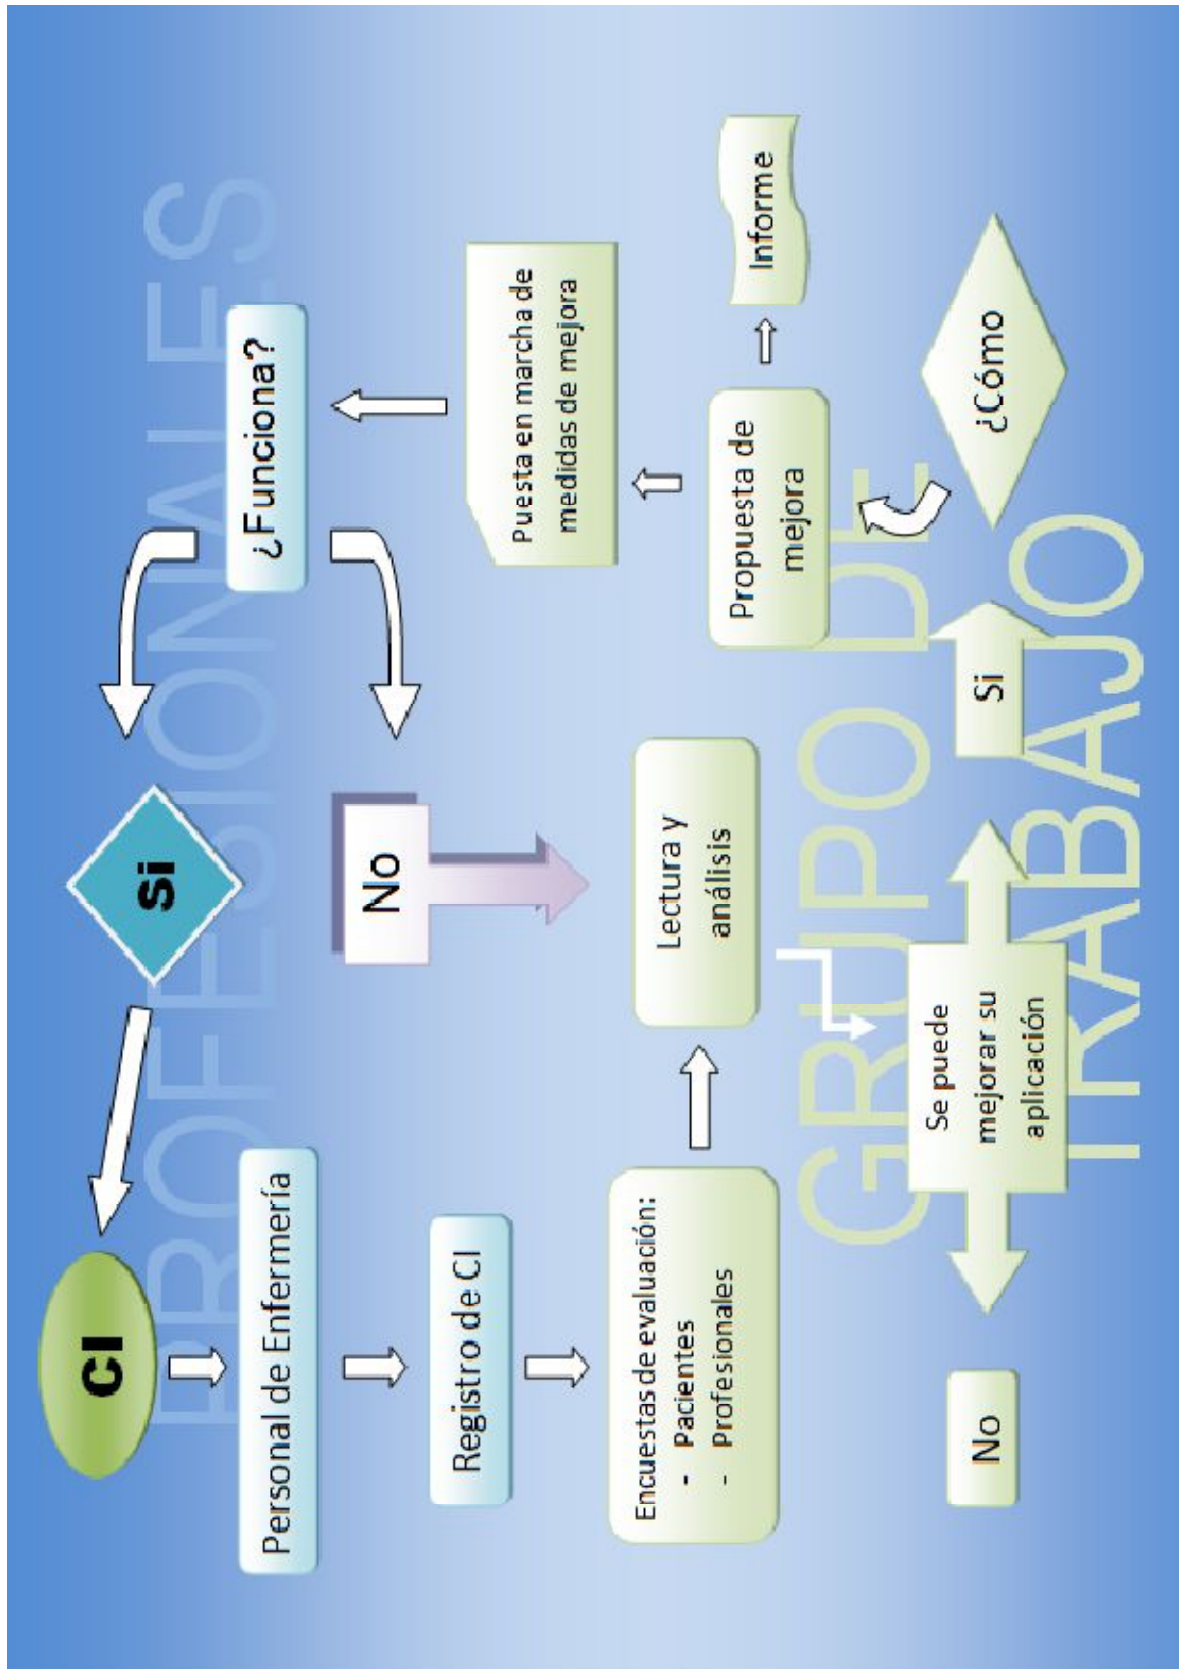 PROFESIONALES
CI
Si
¿Funciona?
Personal de Enfermería
No
Registro de CI
Puesta en marcha de
medidas de mejora
Encuestas de evaluación:
- Pacientes
- Profesionales
Lectura y
análisis
Propuesta de
mejora
Informe
GRUPO DE
TRABAJO
No
Se puede
mejorar su
aplicación
Si
¿Cómo